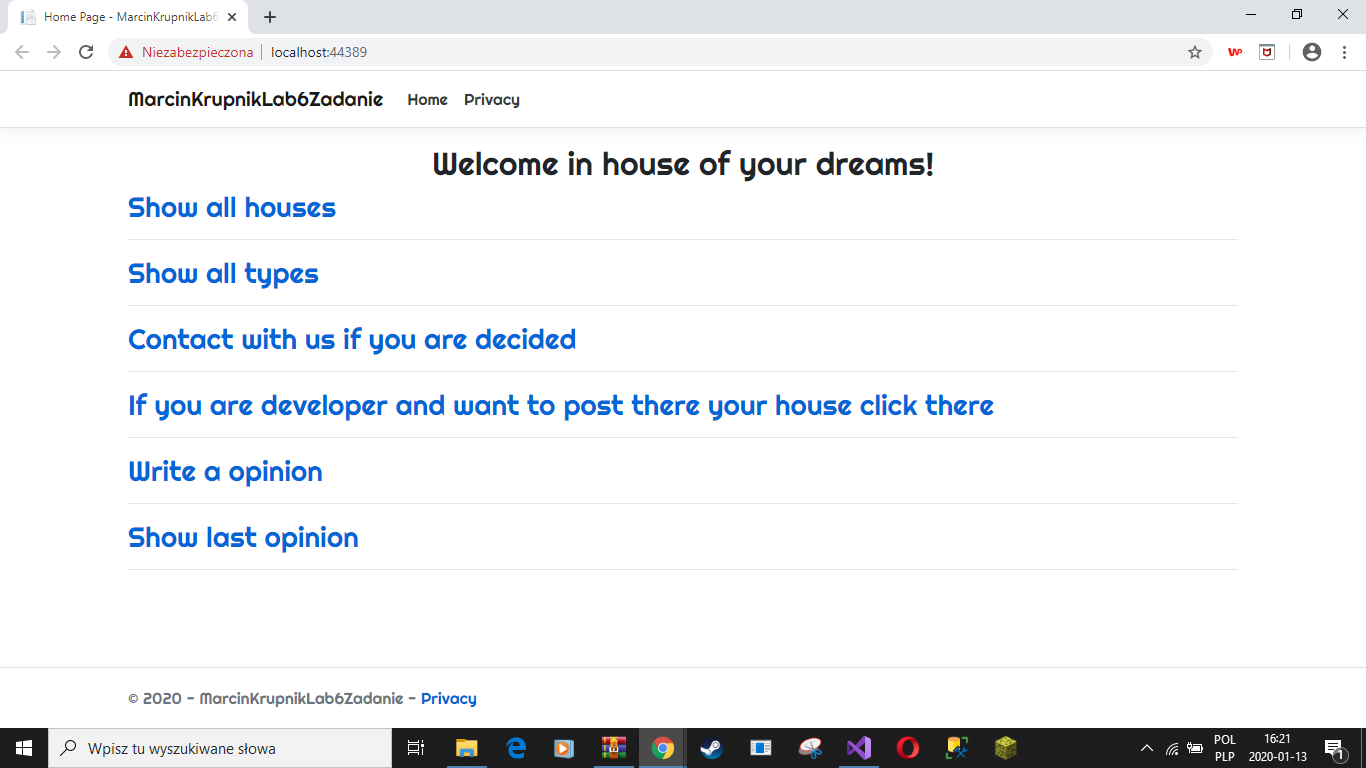 Home Page - MarcinKrupnikLab6
Niezabezpieczona localhost:44389
MarcinKrupnikLab6Zadanie Home Privacy
Welcome in house of your dreams!
Show all houses
Show all types
Contact with us if you are decided
If you are developer and want to post there your house click there
Write a opinion
Show last opinion
© 2020 - MarcinKrupnikLab6Zadanie - Privacy
Wpisz tu wyszukiwane słowa
POL
PLP
16:21
2020-01-13
1